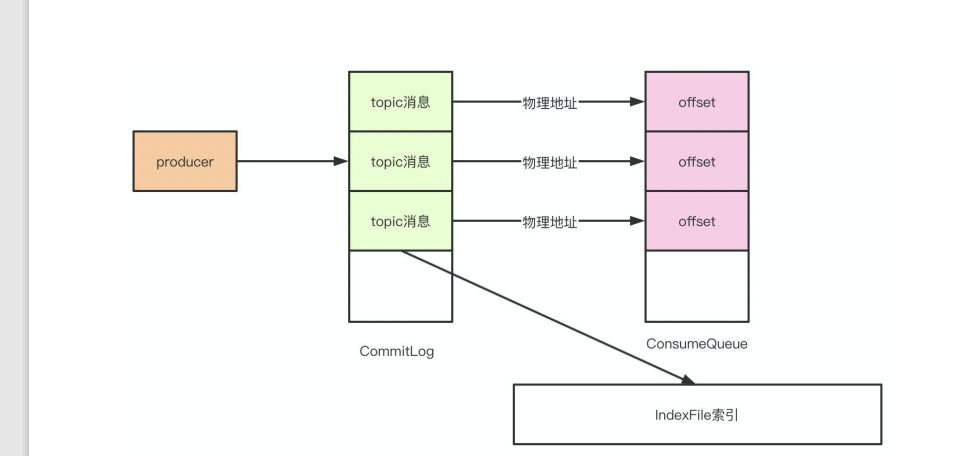 topic消息
物理地址
offset
producer
topic消息
物理地址
offset
topic消息
物理地址
offset
CommitLog
ConsumeQueue
IndexFile索引